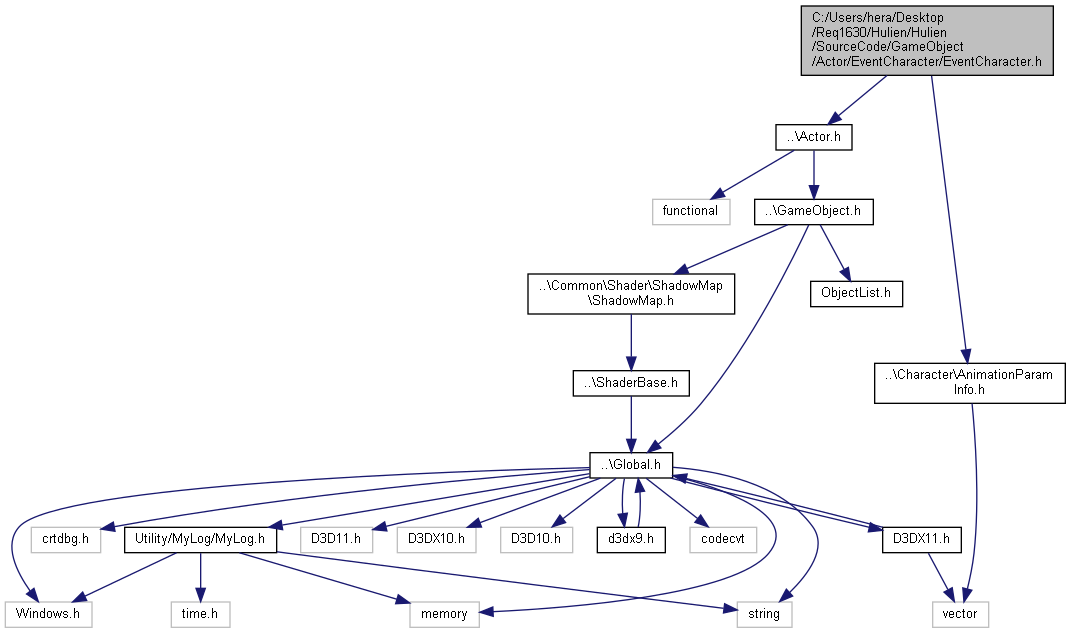 C:/Users/hera/Desktop
/Req1630/Hulien/Hulien
/SourceCode/GameObject
/Actor/EventCharacter/EventCharacter.h
..\Actor.h
functional
..\GameObject.h
..\Common\Shader\ShadowMap
\ShadowMap.h
ObjectList.h
..\ShaderBase.h
..\Character\AnimationParam
Info.h
..\Global.h
crtdbg.h
Utility/MyLog/MyLog.h
D3D11.h
D3DX10.h
D3D10.h
d3dx9.h
codecvt
D3DX11.h
Windows.h
time.h
memory
string
vector